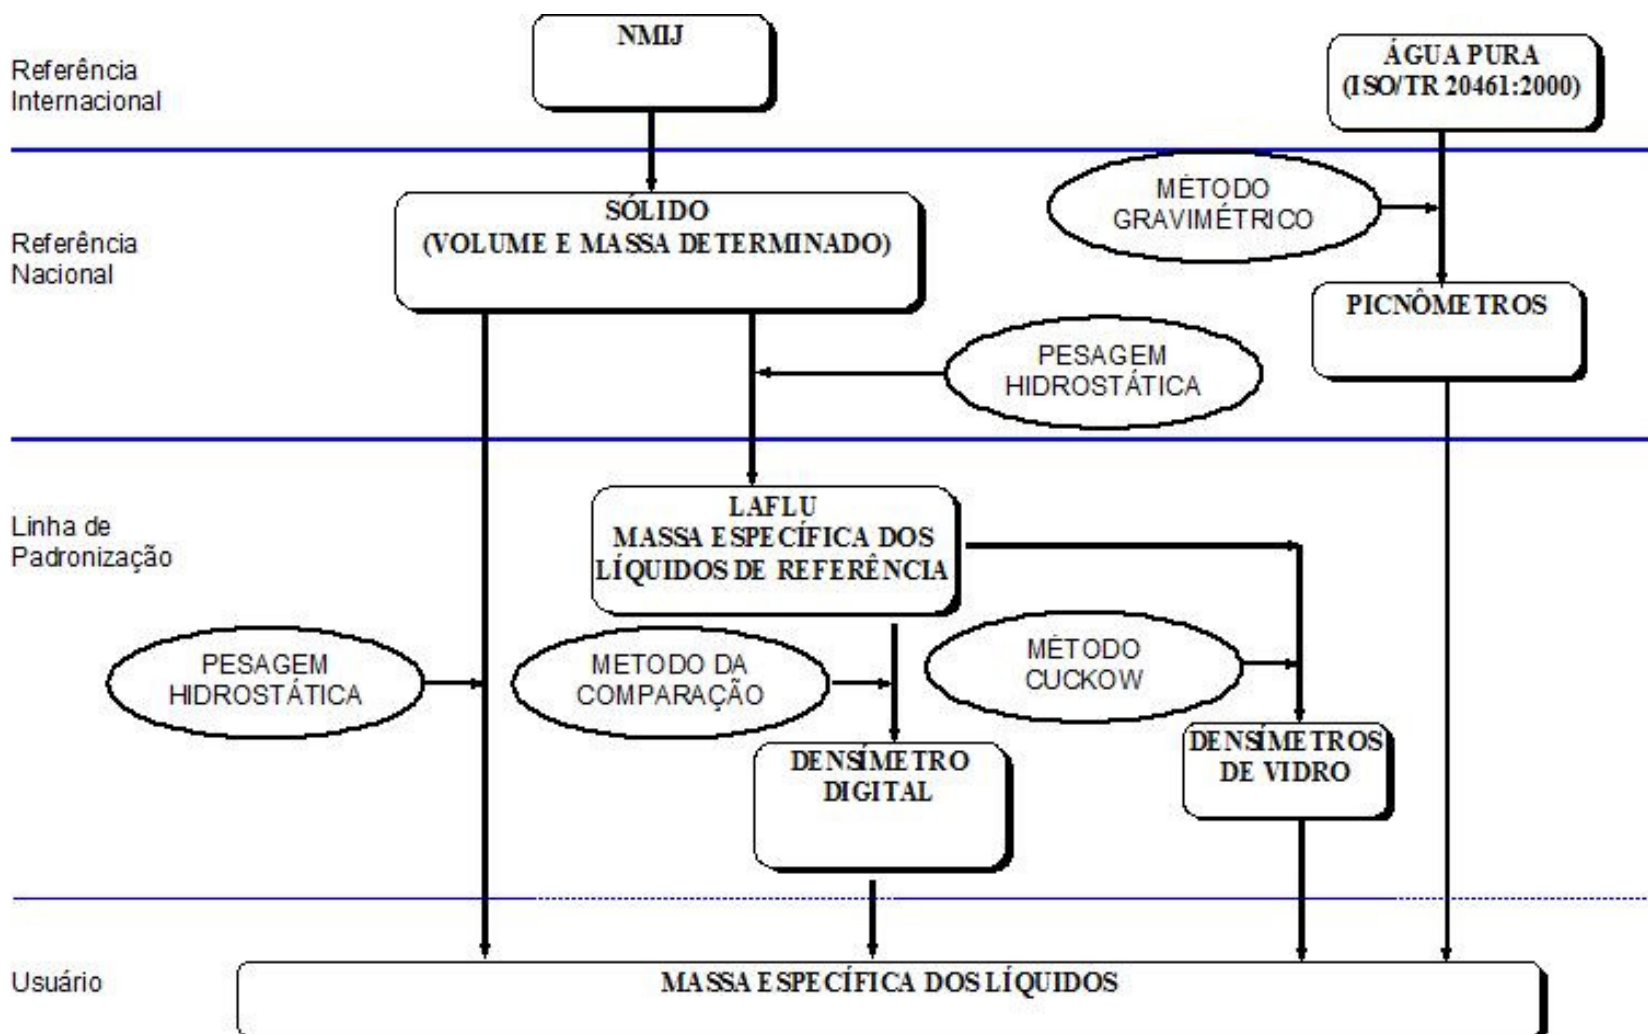 NMIJ
ÁGUA PURA
(ISO/TR 20461:2000)
Referência
Internacional
MÉTODO
GRAVIMÉTRICO
SÓLIDO
(VOLUME E MASSA DETERMINADO)
Referência
Nacional
PICNÔMETROS
PESAGEM
HIDROSTÁTICA
LAFLU
MASSA ESPECÍFICA DOS
LÍQUIDOS DE REFERÊNCIA
Linha de
Padronização
PESAGEM
HIDROSTÁTICA
METODO DA
COMPARAÇÃO
MÉTODO
CUCKOW
DENSÍMETRO
DIGITAL
DENSÍMETROS
DE VIDRO
Usuário
MASSA ESPECÍFICA DOS LÍQUIDOS